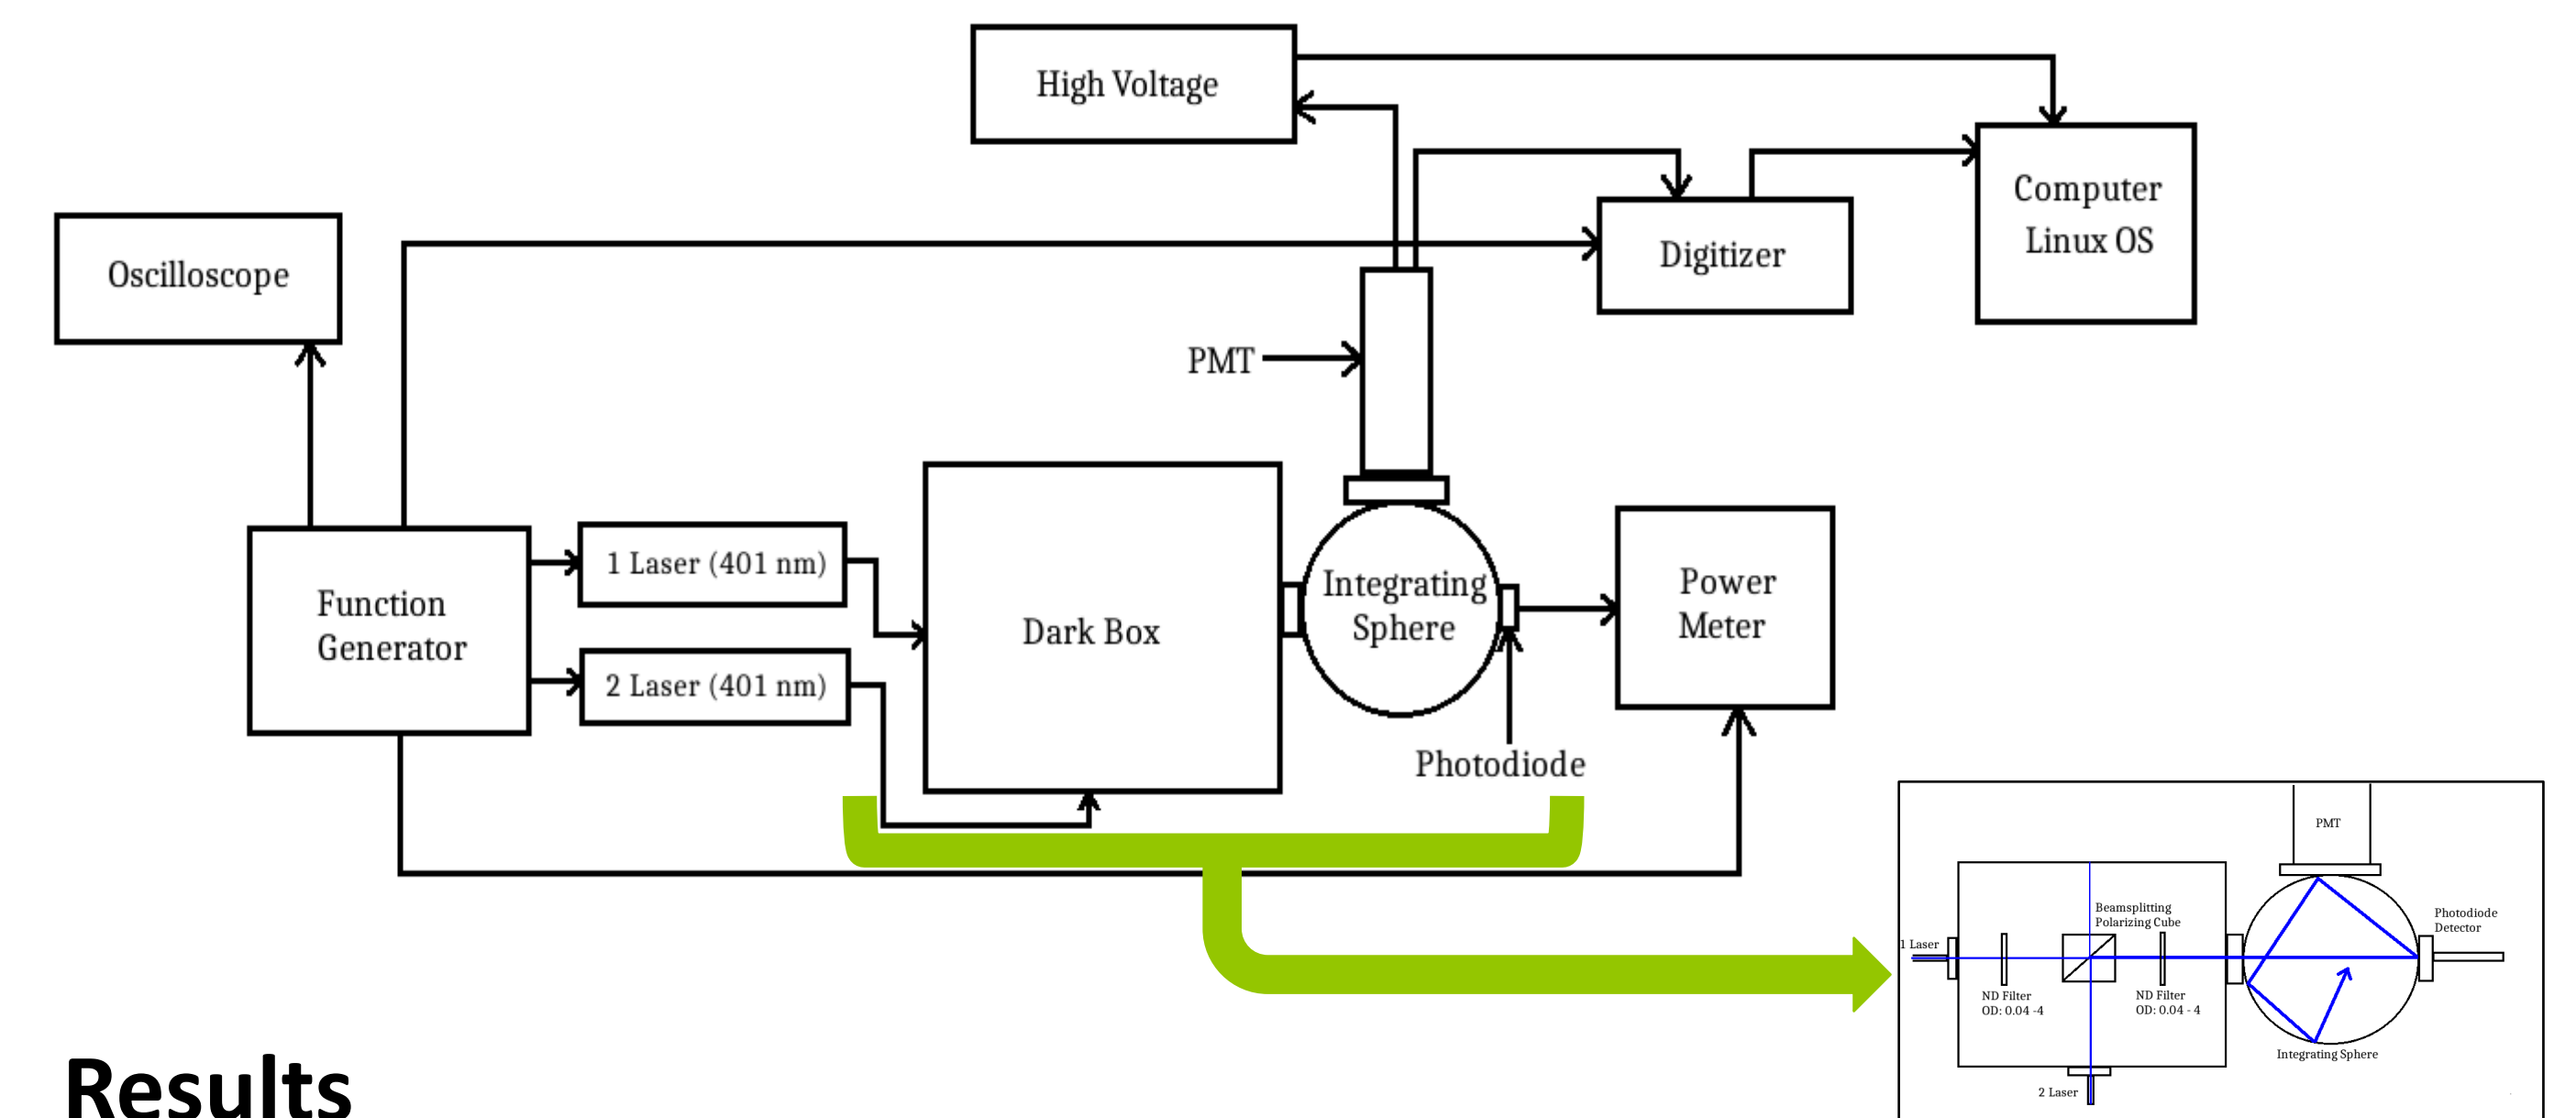 High Voltage
Computer
Linux OS
Oscilloscope
Digitizer
PMT
1 Laser (401 nm)
Function
Generator
2 Laser (401 nm)
Dark Box
Integrating
Sphere
Power
Meter
Photodiode
PMT
Beamsplitting
Polarizing Cube
Photodiode
Detector
1 Laser
ND Filter
OD: 0.04 -4
ND Filter
OD: 0.04 - 4
Integrating Sphere
2 Laser
Results